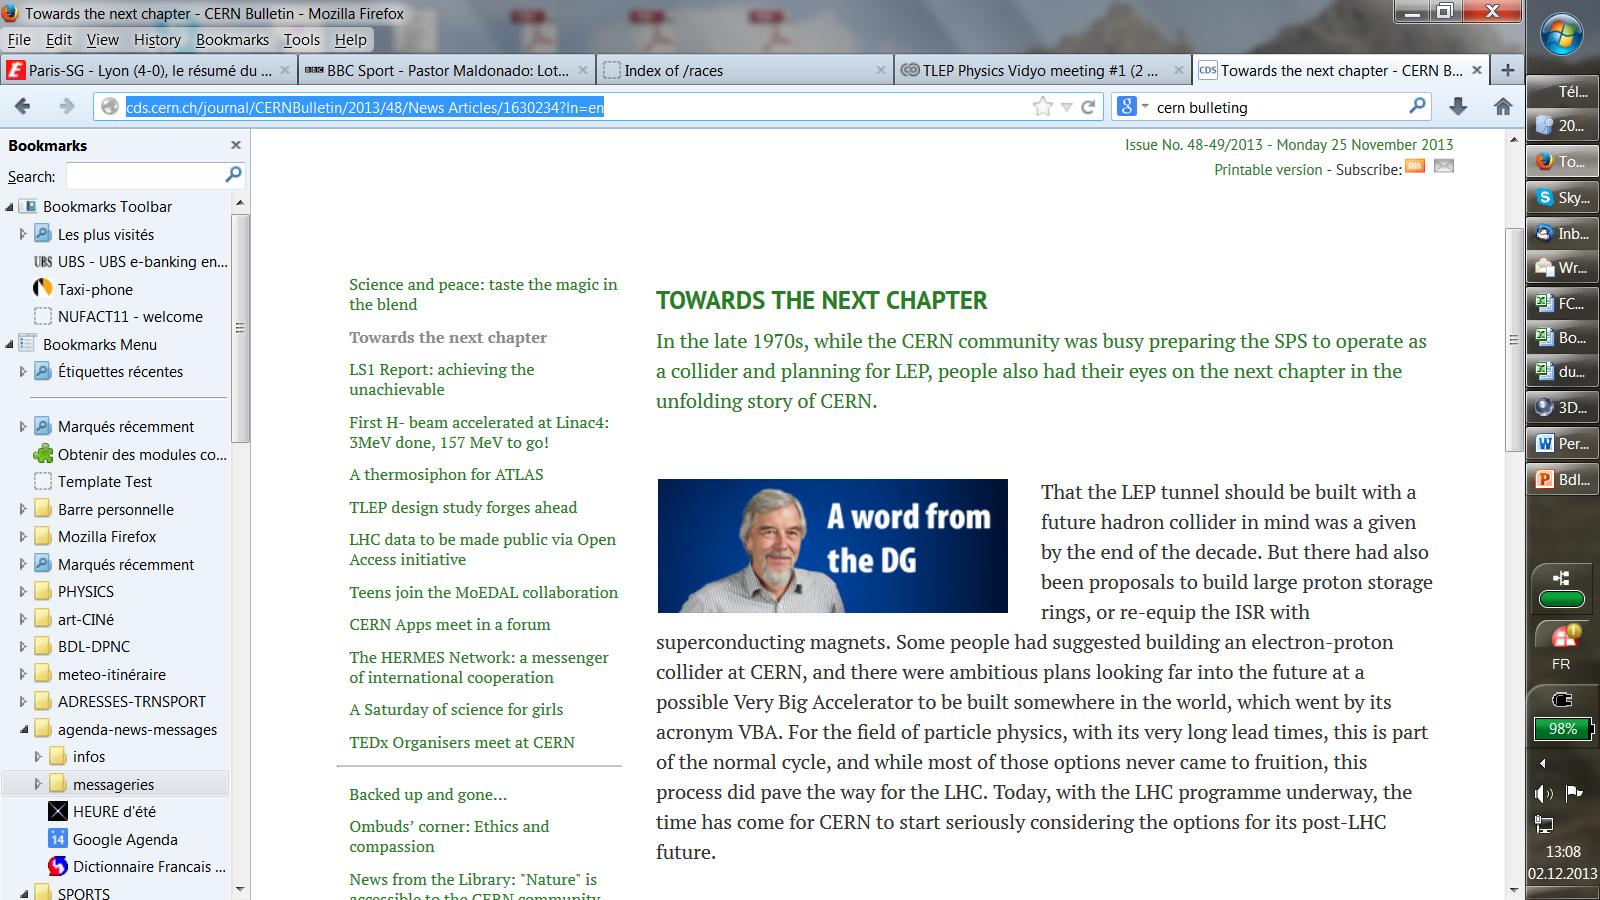 Towards the next chapter - CERN Bulletin - Mozilla Firefox
File Edit View History Bookmarks Tools Help
Paris-SG - Lyon (4-0), le résumé du ...
BBC Sport - Pastor Maldonado: Lot...
Index of /races
TLEP Physics Vidyo meeting #1 (2 ...
CDS Towards the next chapter - CERN B...
cds.cern.ch/journal/CERNBulletin/2013/48/News Articles/1630234?ln=en
cern bulleting
Bookmarks
Search:
Bookmarks Toolbar
Les plus visités
UBS UBS - UBS e-banking en...
Taxi-phone
NUFACT11 - welcome
Bookmarks Menu
Étiquettes récentes
Marqués récemment
Obtenir des modules co...
Template Test
Barre personnelle
Mozilla Firefox
Marqués récemment
PHYSICS
art-CINé
BDL-DPNC
meteo-itinéraire
ADRESSES-TRNSPORT
agenda-news-messages
infos
messageries
HEURE d'été
14 Google Agenda
Dictionnaire Francais ...
SPORTS
Issue No. 48-49/2013 - Monday 25 November 2013
Printable version - Subscribe: RSS
Science and peace: taste the magic in
the blend
Towards the next chapter
LS1 Report: achieving the
unachievable
First H- beam accelerated at Linac4:
3MeV done, 157 MeV to go!
A thermosiphon for ATLAS
TLEP design study forges ahead
LHC data to be made public via Open
Access initiative
Teens join the MoEDAL collaboration
CERN Apps meet in a forum
The HERMES Network: a messenger
of international cooperation
A Saturday of science for girls
TEDx Organisers meet at CERN
Backed up and gone...
Ombuds' corner: Ethics and
compassion
News from the Library: "Nature" is
accessible to the CERN community
TOWARDS THE NEXT CHAPTER
In the late 1970s, while the CERN community was busy preparing the SPS to operate as
a collider and planning for LEP, people also had their eyes on the next chapter in the
unfolding story of CERN.
A word from
the DG
That the LEP tunnel should be built with a
future hadron collider in mind was a given
by the end of the decade. But there had also
been proposals to build large proton storage
rings, or re-equip the ISR with
superconducting magnets. Some people had suggested building an electron-proton
collider at CERN, and there were ambitious plans looking far into the future at a
possible Very Big Accelerator to be built somewhere in the world, which went by its
acronym VBA. For the field of particle physics, with its very long lead times, this is part
of the normal cycle, and while most of those options never came to fruition, this
process did pave the way for the LHC. Today, with the LHC programme underway, the
time has come for CERN to start seriously considering the options for its post-LHC
future.
Tél...
20...
To...
Sky...
Inb...
Wr...
FC...
Bo...
du...
3D...
Per...
Bdl...
FR
98%
13:08
02.12.2013